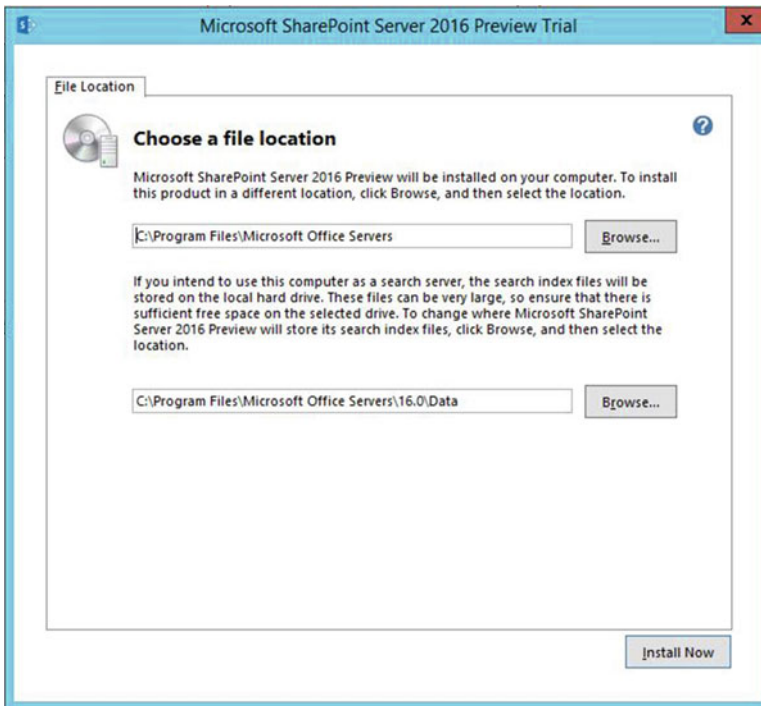 Microsoft SharePoint Server 2016 Preview Trial
x
File Location
Choose a file location
Microsoft SharePoint Server 2016 Preview will be installed on your computer. To install
this product in a different location, click Browse, and then select the location.
C:\Program Files\Microsoft Office Servers
Browse...
If you intend to use this computer as a search server, the search index files will be
stored on the local hard drive. These files can be very large, so ensure that there is
sufficient free space on the selected drive. To change where Microsoft SharePoint
Server 2016 Preview will store its search index files, click Browse, and then select the
location.
C:\Program Files\Microsoft Office Servers\16.0\Data
Browse...
Install Now